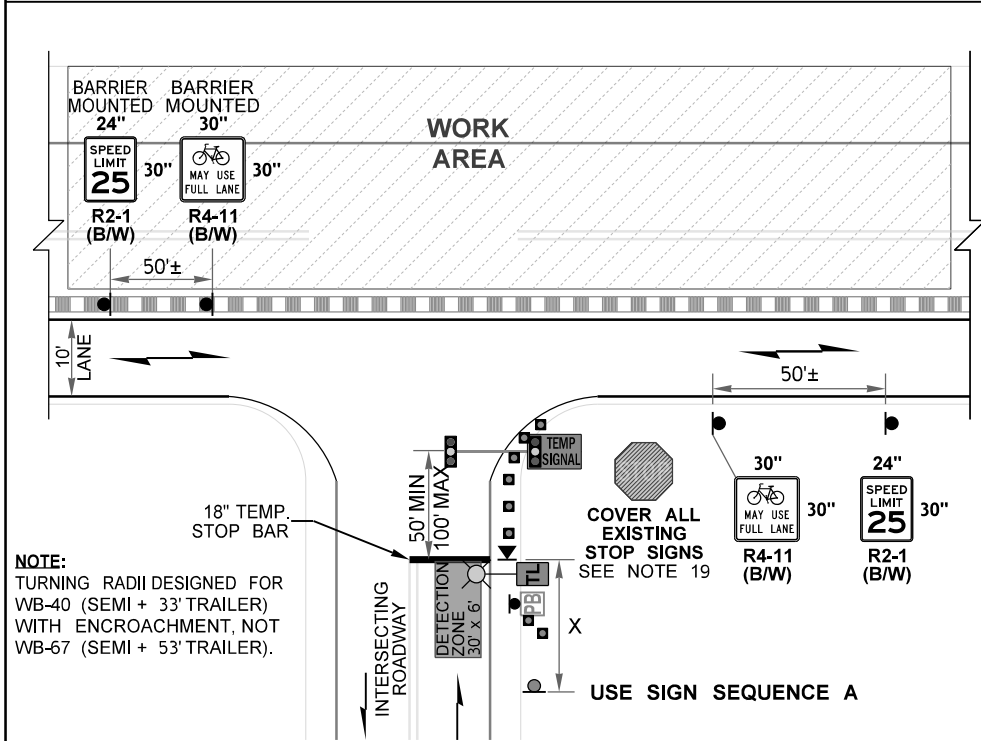 BARRIER
MOUNTED
24"
SPEED
LIMIT
25
30"
R2-1
(B/W)
BARRIER
MOUNTED
30"
MAY USE
FULL LANE
30"
R4-11
(B/W)
WORK
AREA
50'±
10'
LANE
50'±
TEMP
SIGNAL
STOP
COVER ALL
EXISTING
STOP SIGNS
SEE NOTE 19
30"
MAY USE
FULL LANE
30"
R4-11
(B/W)
24"
SPEED
LIMIT
25
30"
R2-1
(B/W)
50' MIN
100' MAX
18" TEMP.
STOP BAR
NOTE:
TURNING RADII DESIGNED FOR
WB-40 (SEMI + 33' TRAILER)
WITH ENCROACHMENT, NOT
WB-67 (SEMI + 53' TRAILER).
DETECTION
ZONE
30' x 6'
TL
PB
X
INTERSECTING
ROADWAY
USE SIGN SEQUENCE A